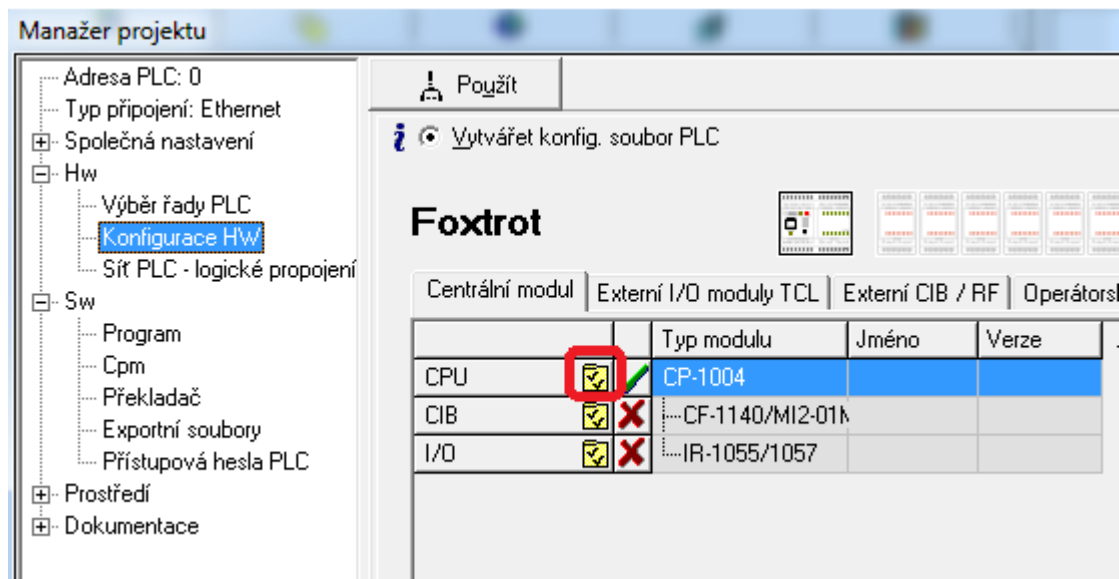 Manažer projektu
Adresa PLC: 0
Typ připojení: Ethernet
Společná nastavení
Hw
Výběr řady PLC
Konfigurace HW
Síť PLC - logické propojení
Sw
Program
Cpm
Překladač
Exportní soubory
Přístupová hesla PLC
Prostředí
Dokumentace
Použít
Vytvářet konfig. soubor PLC
Foxtrot
Centrální modul Externí I/O moduly TCL Externí CIB / RF Operátors
Typ modulu Jméno Verze
CPU CP-1004
CIB CF-1140/MI2-01M
I/O IR-1055/1057